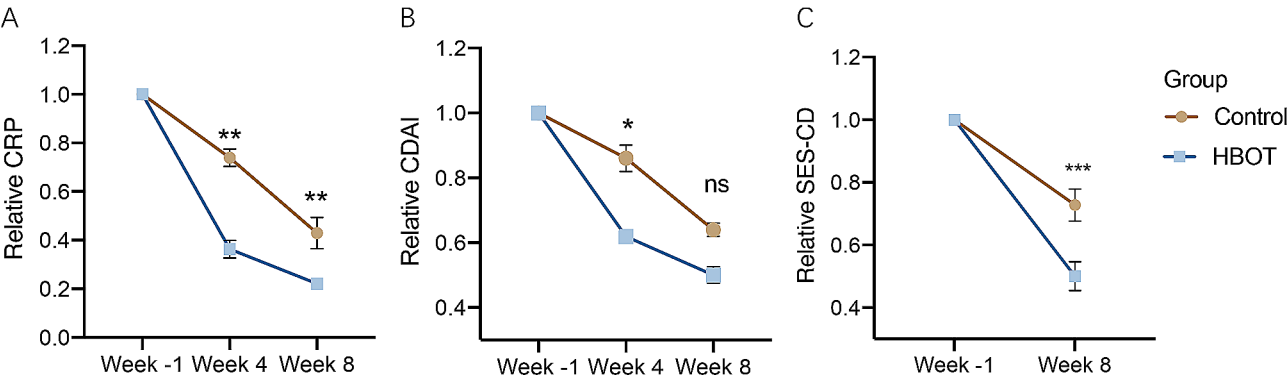 A
Relative CRP
1.2
1.0
0.8
0.6
0.4
0.2
0.0
**
**
Week -1 Week 4 Week 8
B
Relative CDAI
1.2
1.0
0.8
0.6
0.4
*
ns
Week -1 Week 4 Week 8
C
Relative SES-CD
1.2
1.0
0.8
0.6
0.4
***
Week -1 Week 8
Group
Control
HBOT